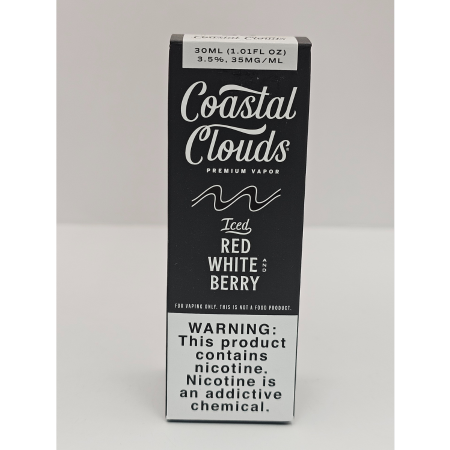 Coastal Clouds
30ML (1.01FL OZ)
3.5%, 35MG/ML
Coastal
Clouds®
PREMIUM VAPOR
Iced
RED
WHITE AND
BERRY
FOR VAPING ONLY. THIS IS NOT A FOOD PRODUCT.
WARNING:
This product
contains
nicotine.
Nicotine is
an addictive
chemical.